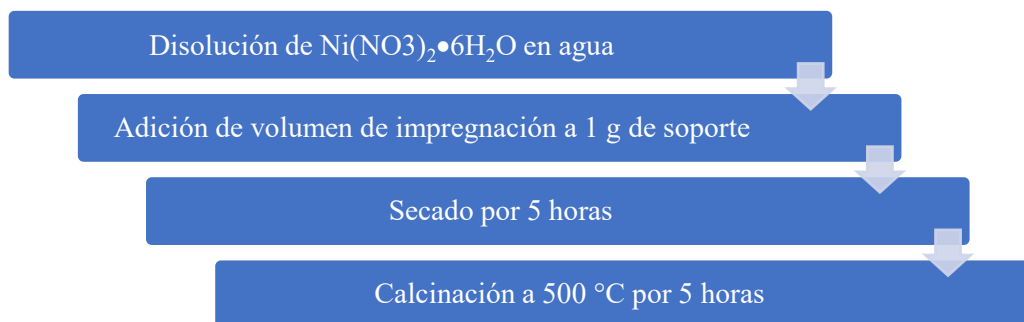 Disolución de Ni(NO3)₂●6H₂O en agua
Adición de volumen de impregnación a 1 g de soporte
Secado por 5 horas
Calcinación a 500 °C por 5 horas